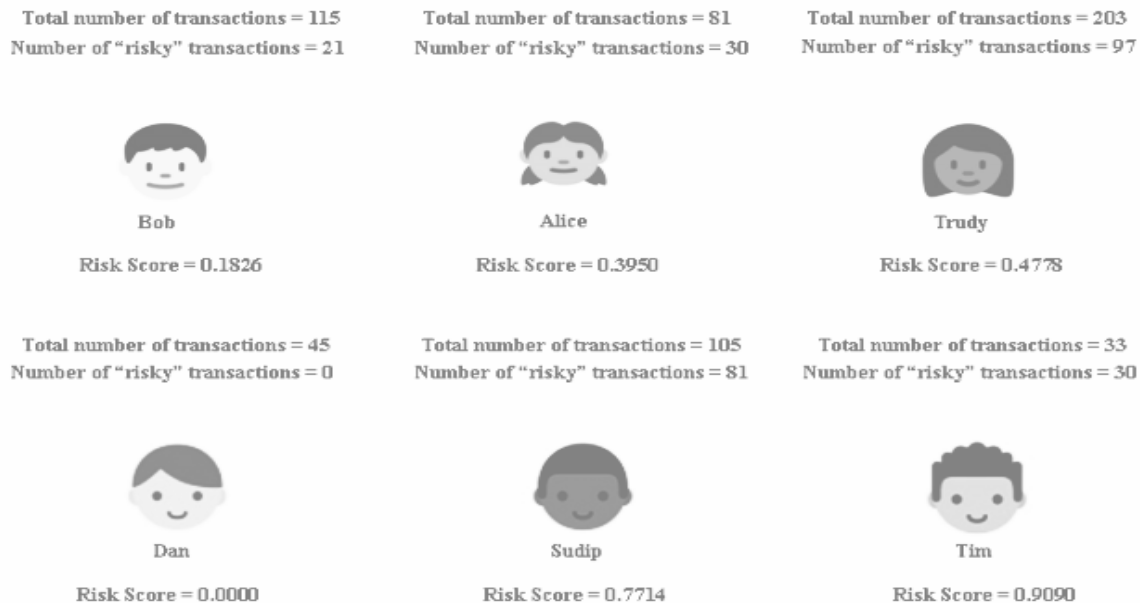 Total number of transactions = 115
Number of “risky” transactions = 21
Bob
Risk Score = 0.1826
Total number of transactions = 81
Number of “risky” transactions = 30
Alice
Risk Score = 0.3950
Total number of transactions = 203
Number of “risky” transactions = 97
Trudy
Risk Score = 0.4778
Total number of transactions = 45
Number of “risky” transactions = 0
Dan
Risk Score = 0.0000
Total number of transactions = 105
Number of “risky” transactions = 81
Sudip
Risk Score = 0.7714
Total number of transactions = 33
Number of “risky” transactions = 30
Tim
Risk Score = 0.9090